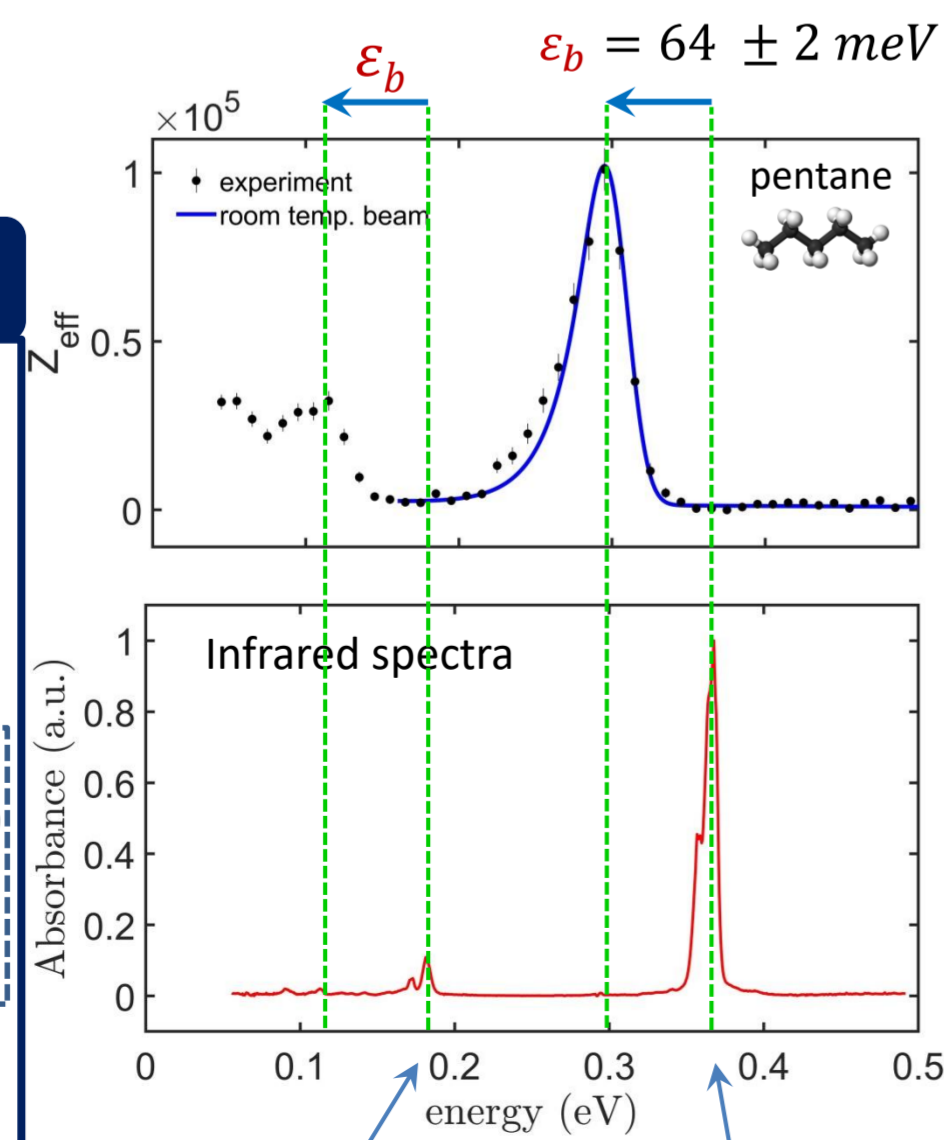 ε_b
ε_b = 64 ± 2 meV
×10^5
pentane
experiment
room temp. beam
1
0.5
0
Z_eff
Infrared spectra
1
0.8
0.6
0.4
0.2
0
Absorbance (a.u.)
0 0.1 0.2 0.3 0.4 0.5
energy (eV)